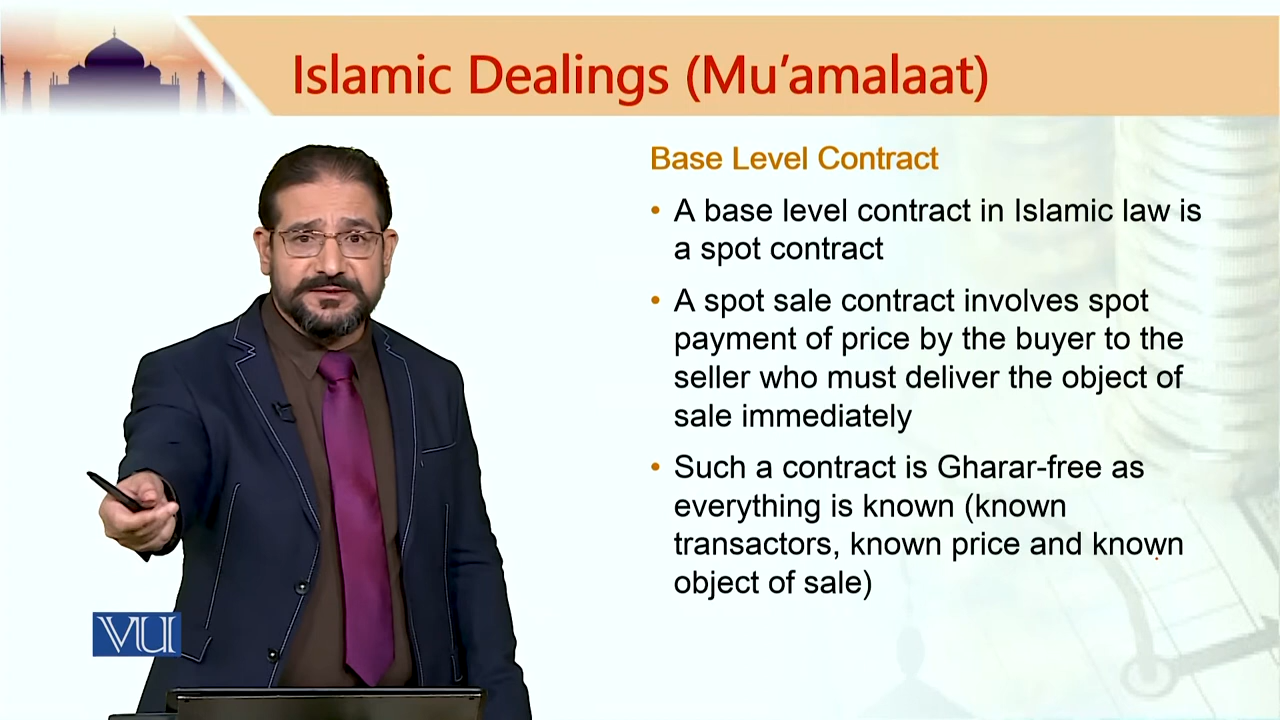 Islamic Dealings (Mu’amalaat)
Base Level Contract
• A base level contract in Islamic law is
a spot contract
• A spot sale contract involves spot
payment of price by the buyer to the
seller who must deliver the object of
sale immediately
• Such a contract is Gharar-free as
everything is known (known
transactors, known price and known
object of sale)
VU